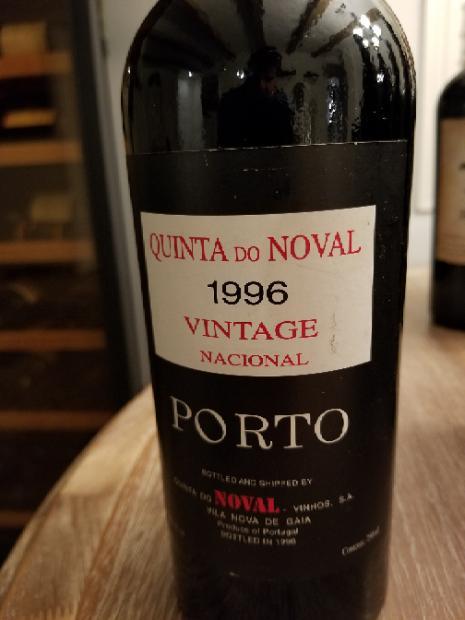 QUINTA DO NOVAL
1996
VINTAGE
NACIONAL
PORTO
BOTTLED AND SHIPPED BY
QUINTA DO NOVAL - VINHOS, S.A.
VILA NOVA DE GAIA
Produce of Portugal
BOTTLED IN 1998